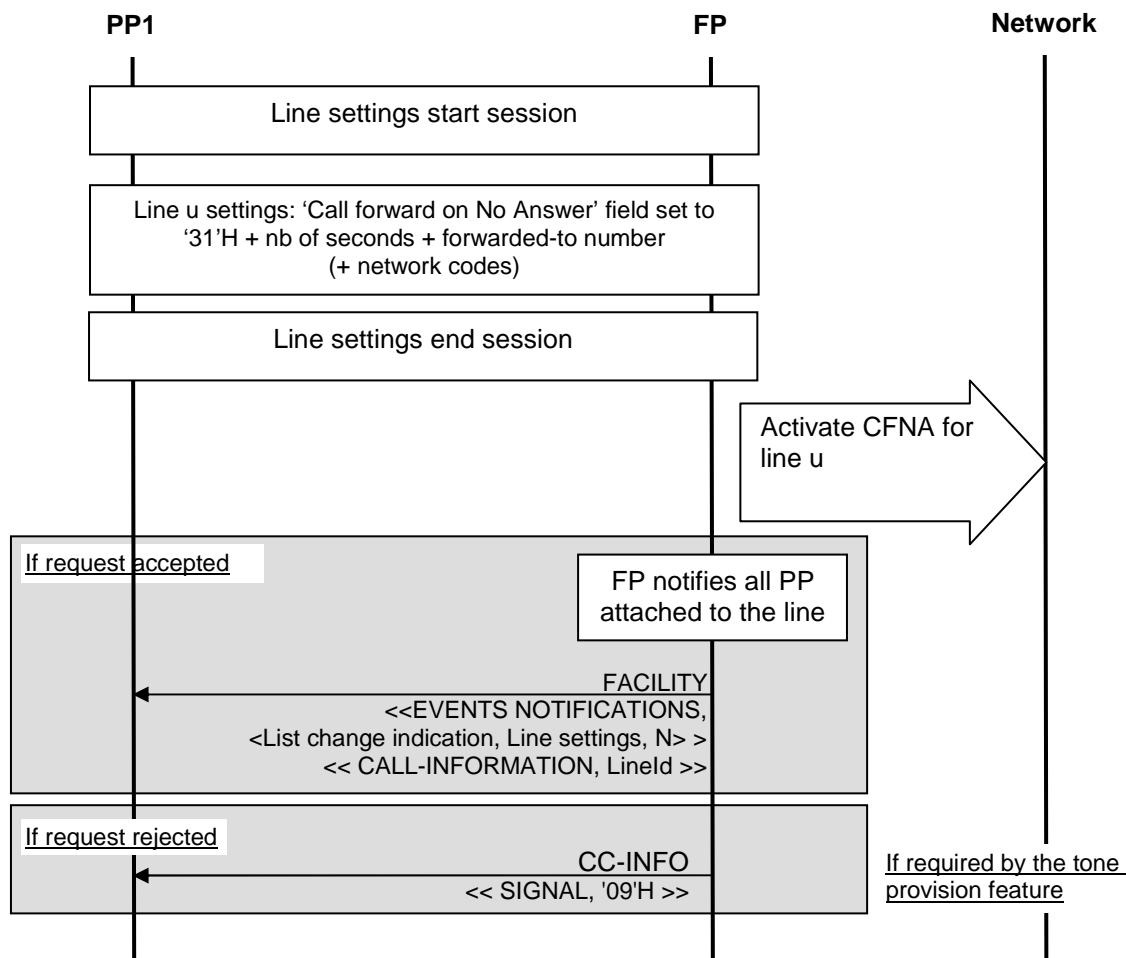 PP1
FP
Network
Line settings start session
Line u settings: ‘Call forward on No Answer’ field set to
‘31’H + nb of seconds + forwarded-to number
(+ network codes)
Line settings end session
Activate CFNA for
line u
If request accepted
FP notifies all PP
attached to the line
FACILITY
<<EVENTS NOTIFICATIONS,
<List change indication, Line settings, N> >
<< CALL-INFORMATION, LineId >>
If request rejected
CC-INFO
<< SIGNAL, '09'H >>
If required by the tone
provision feature